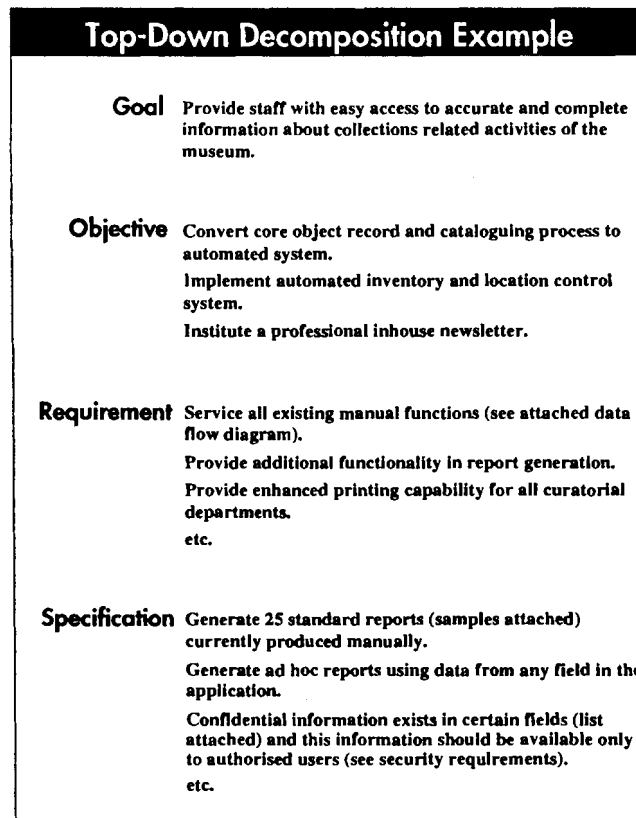 Top-Down Decomposition Example
Goal Provide staff with easy access to accurate and complete
information about collections related activities of the
museum.
Objective Convert core object record and cataloguing process to
automated system.
Implement automated inventory and location control
system.
Institute a professional inhouse newsletter.
Requirement Service all existing manual functions (see attached data
flow diagram).
Provide additional functionality in report generation.
Provide enhanced printing capability for all curatorial
departments.
etc.
Specification Generate 25 standard reports (samples attached)
currently produced manually.
Generate ad hoc reports using data from any field in the
application.
Confidential information exists in certain fields (list
attached) and this information should be available only
to authorised users (see security requirements).
etc.